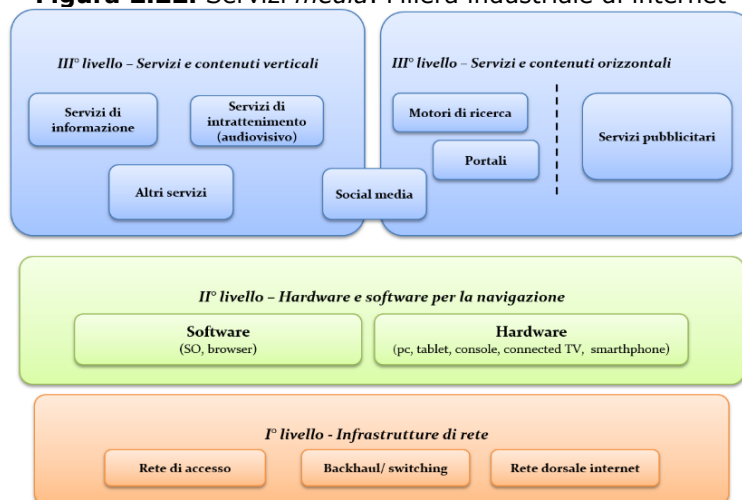 Figura 2.22. Servizi media: Filiera industriale di internet
III° livello – Servizi e contenuti verticali
Servizi di
informazione
Servizi di
intrattenimento
(audiovisivo)
Altri servizi
Social media
III° livello – Servizi e contenuti orizzontali
Motori di ricerca
Portali
Servizi pubblicitari
II° livello – Hardware e software per la navigazione
Software
(SO, browser)
Hardware
(pc, tablet, console, connected TV, smarthphone)
I° livello - Infrastrutture di rete
Rete di accesso
Backhaul/ switching
Rete dorsale internet